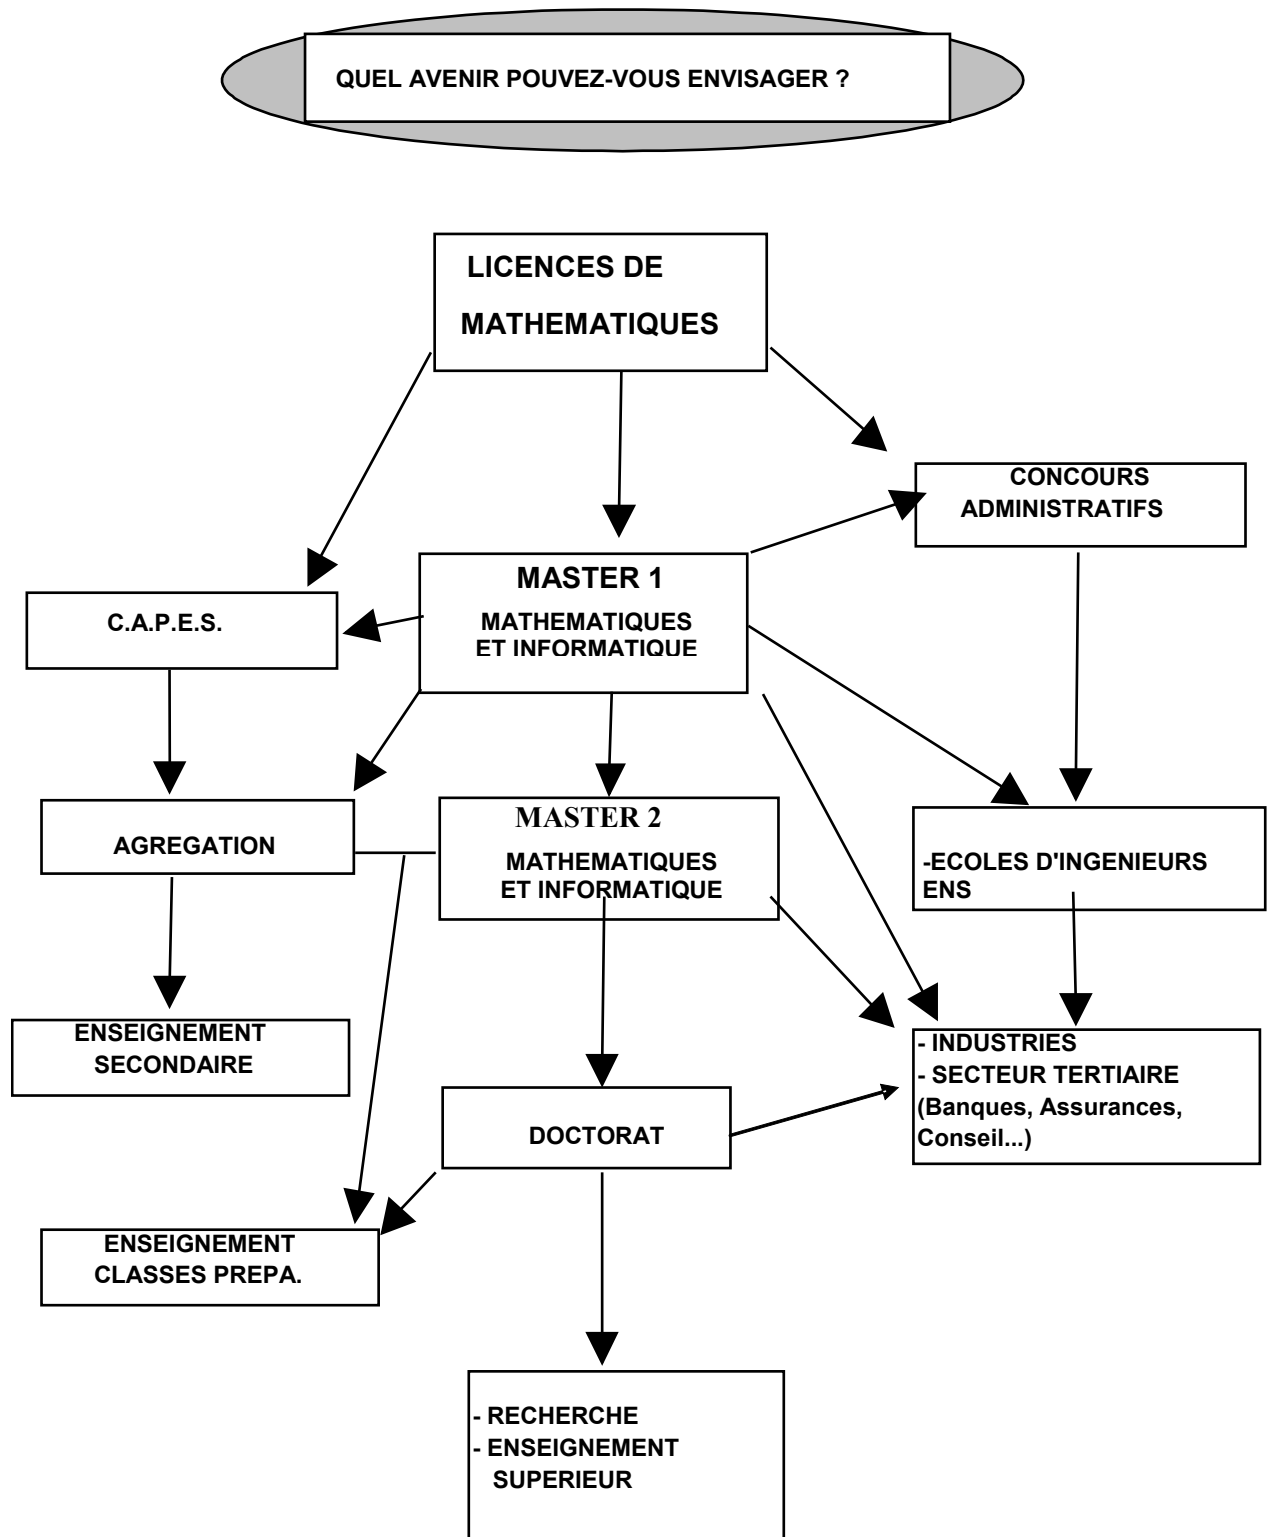 QUEL AVENIR POUVEZ-VOUS ENVISAGER ?
LICENCES DE
MATHEMATIQUES
CONCOURS
ADMINISTRATIFS
MASTER 1
MATHEMATIQUES
ET INFORMATIQUE
C.A.P.E.S.
AGREGATION
MASTER 2
MATHEMATIQUES
ET INFORMATIQUE
-ECOLES D'INGENIEURS
ENS
ENSEIGNEMENT
SECONDAIRE
- INDUSTRIES
- SECTEUR TERTIAIRE
(Banques, Assurances,
Conseil...)
DOCTORAT
ENSEIGNEMENT
CLASSES PREPA.
- RECHERCHE
- ENSEIGNEMENT
SUPERIEUR